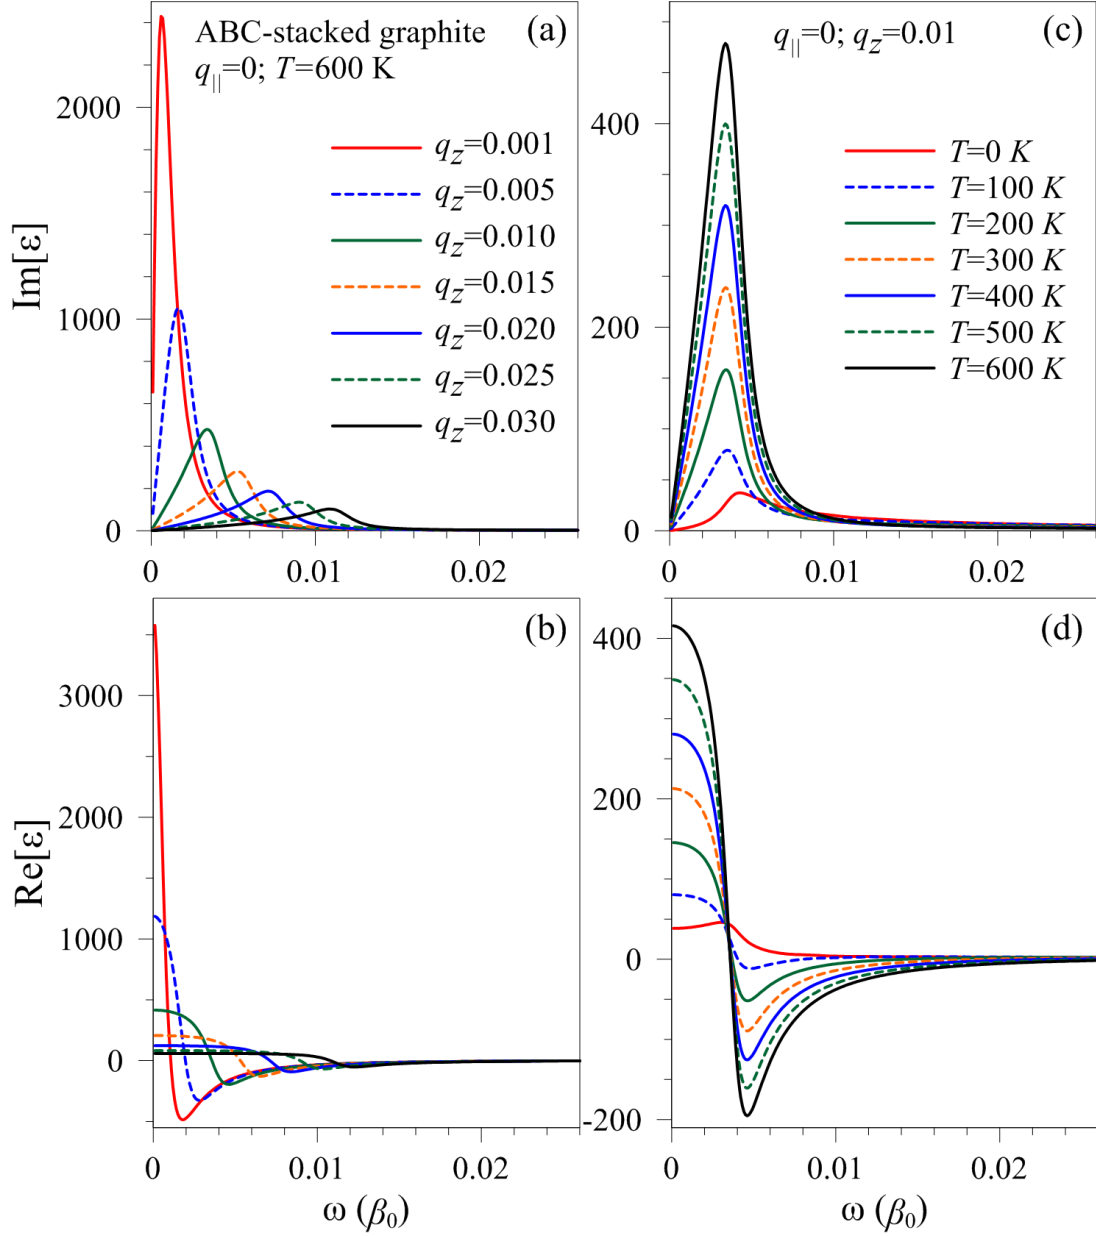 (a)
ABC-stacked graphite
q||=0; T=600 K
qz=0.001
qz=0.005
qz=0.010
qz=0.015
qz=0.020
qz=0.025
qz=0.030
Im[ε]
2000
1000
0
0 0.01 0.02
(c)
q||=0; qz=0.01
T=0 K
T=100 K
T=200 K
T=300 K
T=400 K
T=500 K
T=600 K
400
200
0
0 0.01 0.02
(b)
Re[ε]
3000
2000
1000
0
0 0.01 0.02
ω (β0)
(d)
400
200
0
-200
0 0.01 0.02
ω (β0)